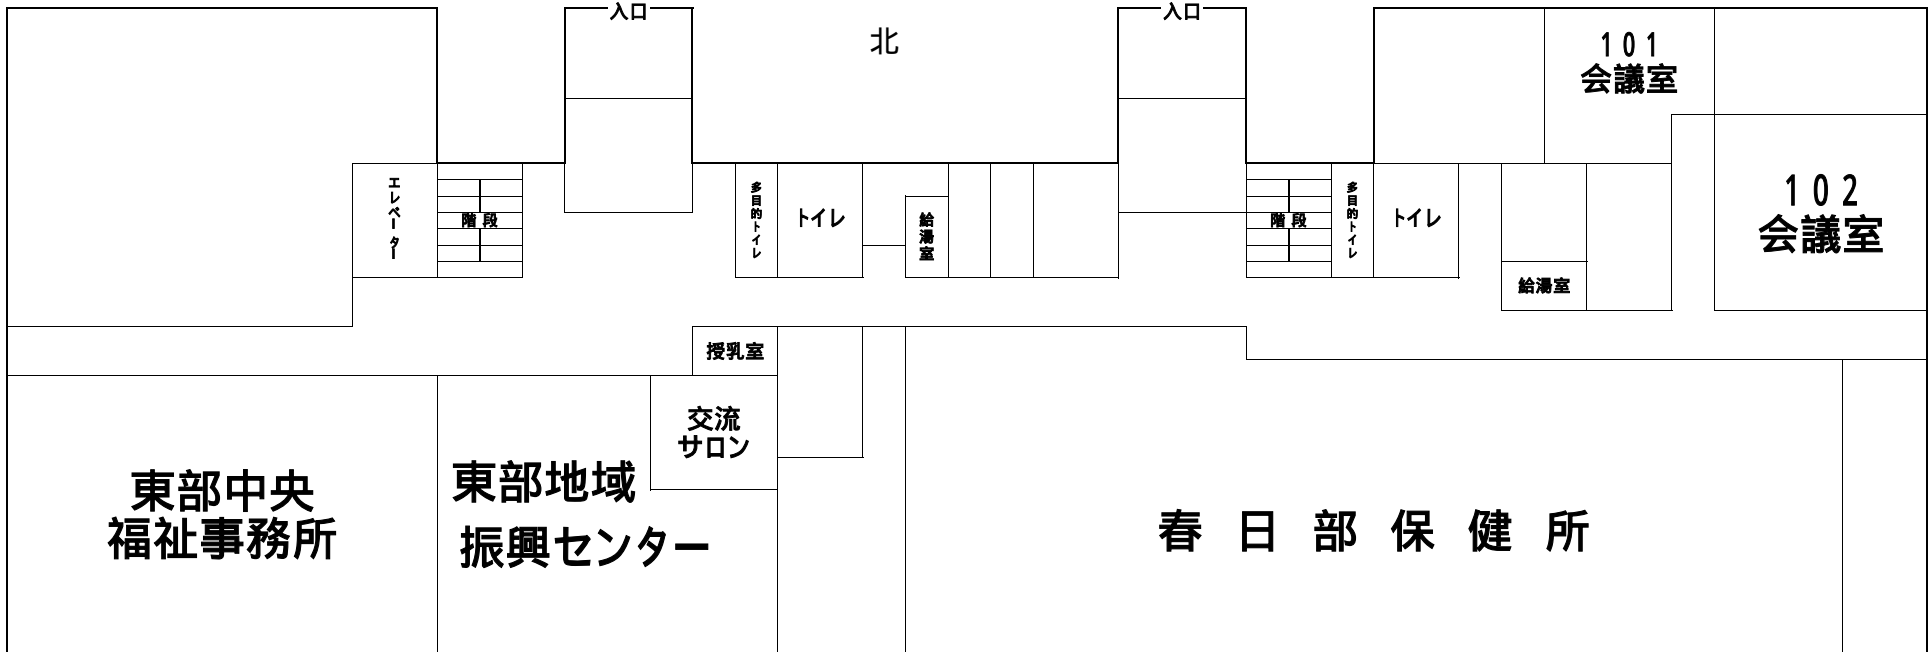 入口
入口
北
101
会議室
エレベーター
階段
多目的トイレ
トイレ
給湯室
階段
多目的トイレ
トイレ
給湯室
102
会議室
授乳室
交流
サロン
東部中央
福祉事務所
東部地域
振興センター
春日部保健所